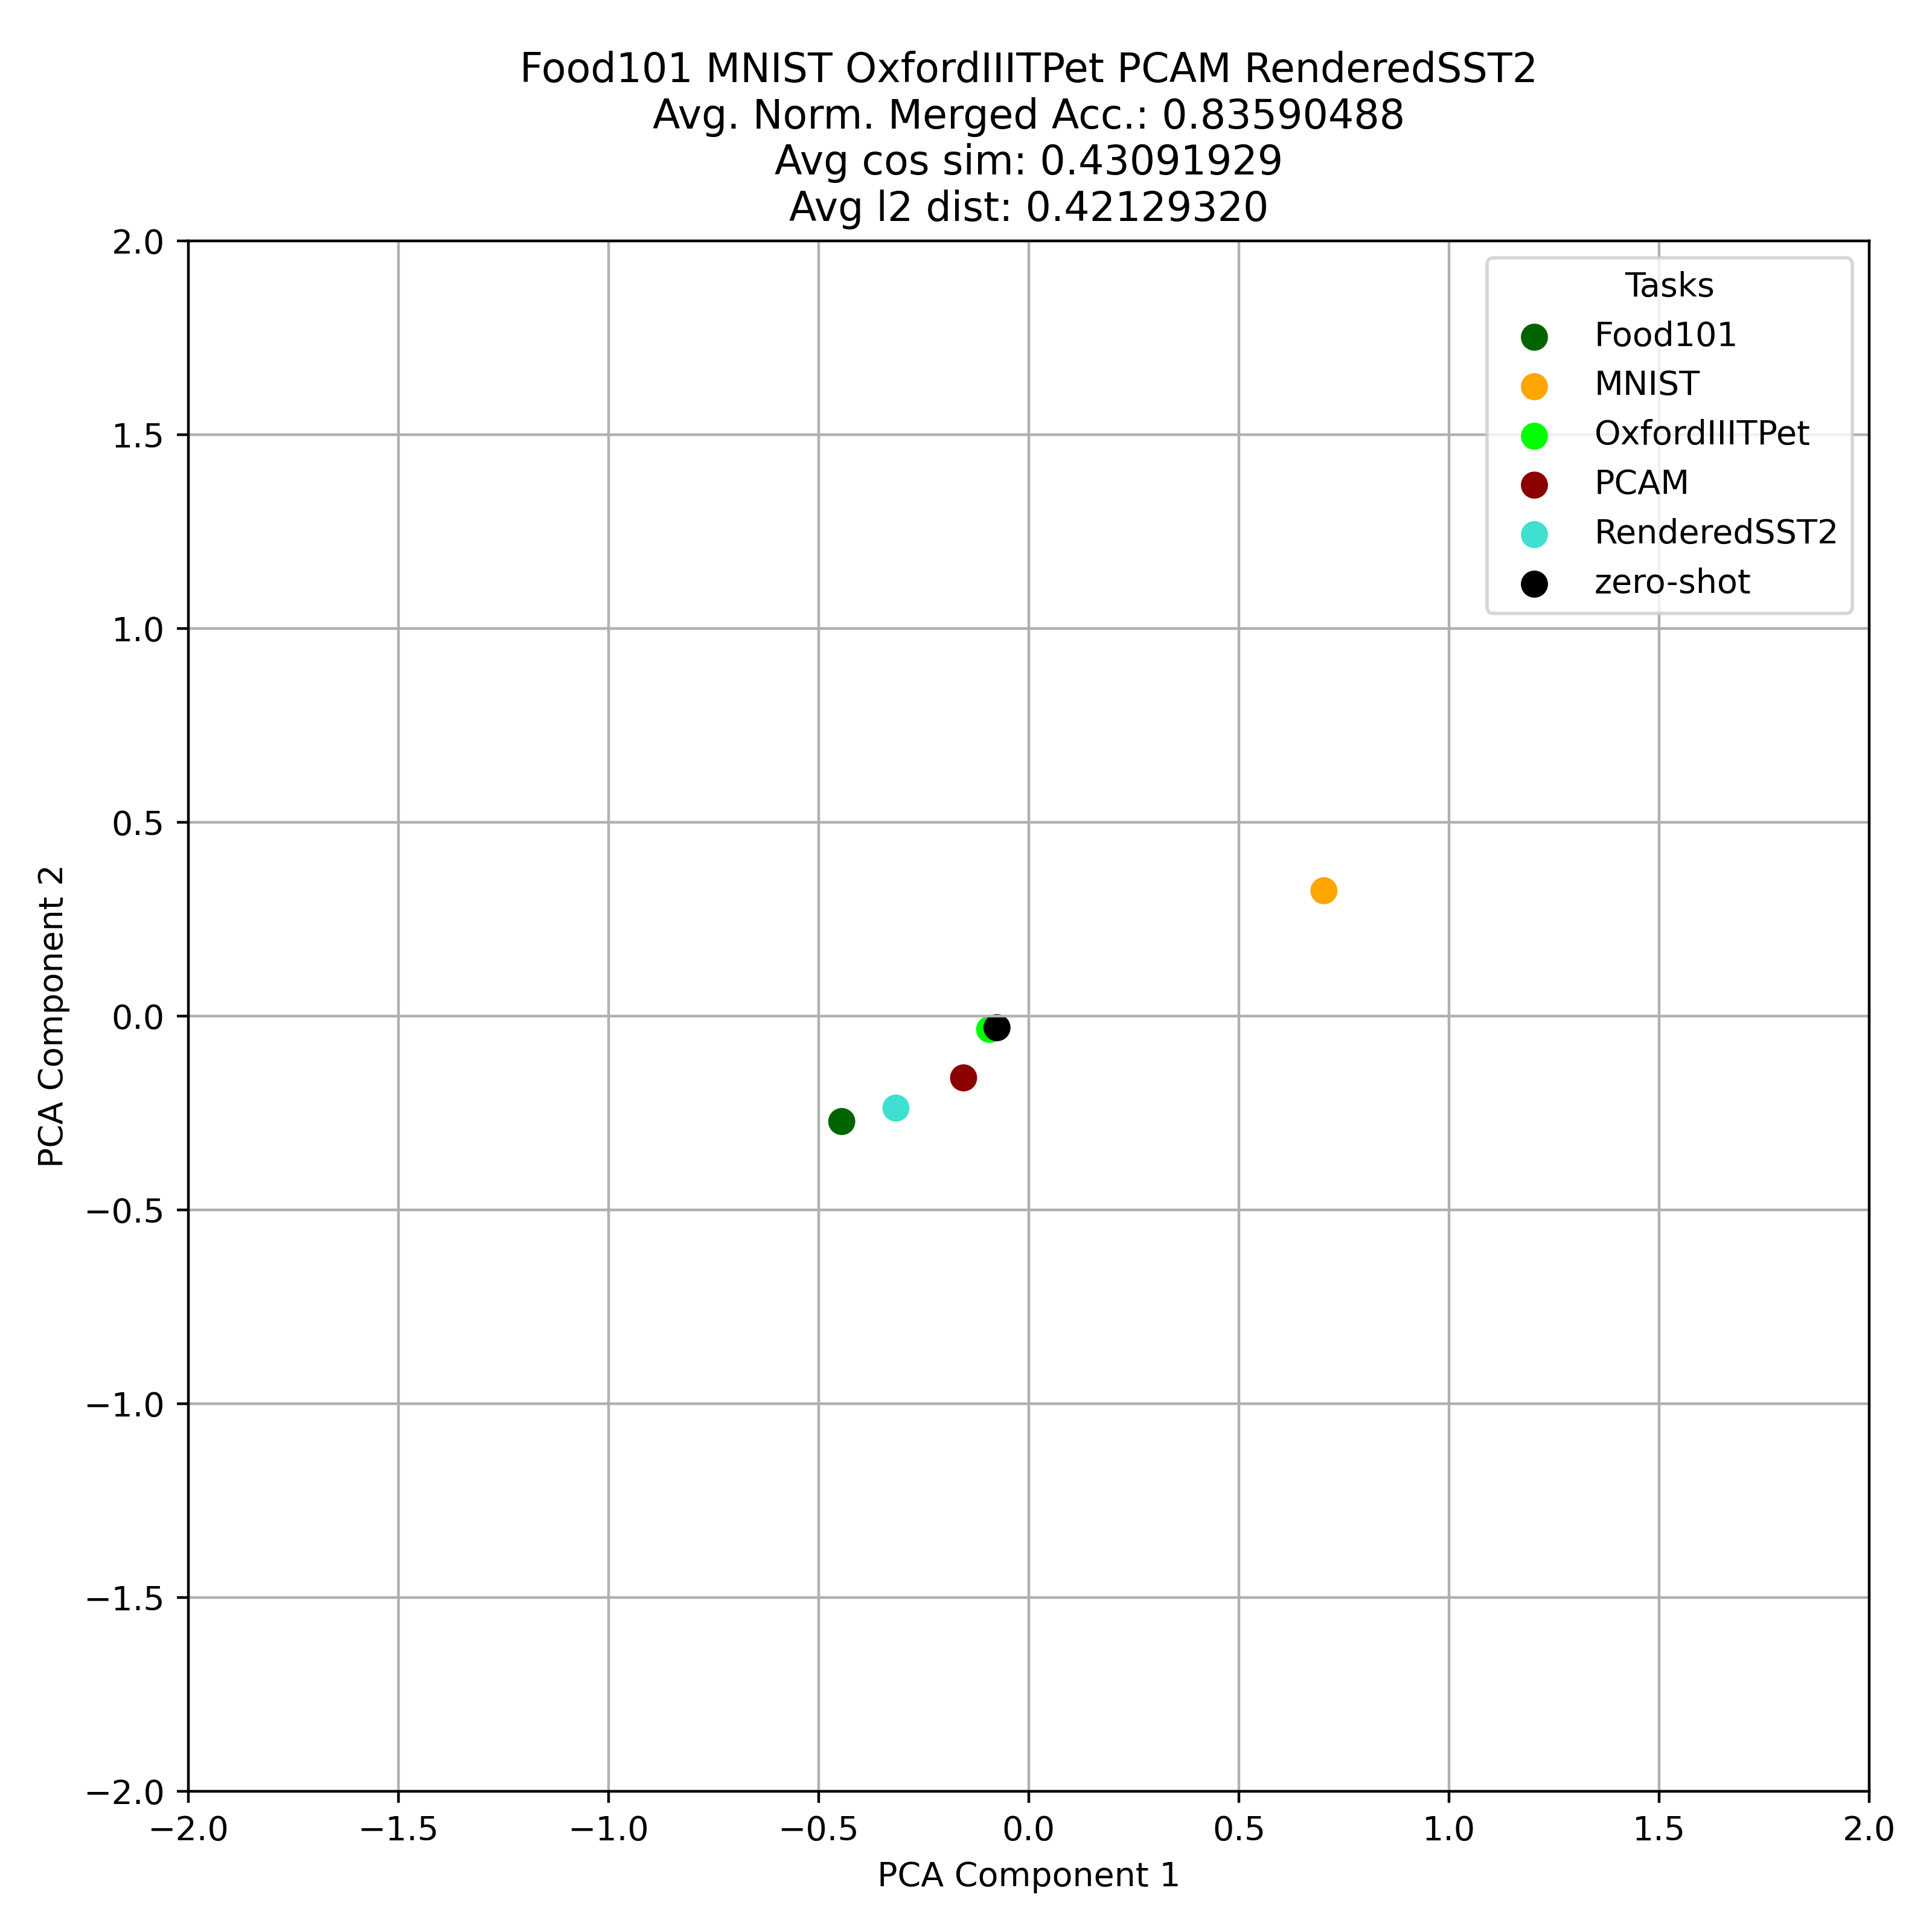 Food101 MNIST OxfordIIITPet PCAM RenderedSST2
Avg. Norm. Merged Acc.: 0.83590488
Avg cos sim: 0.43091929
Avg l2 dist: 0.42129320
Tasks
Food101
MNIST
OxfordIIITPet
PCAM
RenderedSST2
zero-shot
2.0
1.5
1.0
0.5
0.0
−0.5
−1.0
−1.5
−2.0
PCA Component 2
−2.0 −1.5 −1.0 −0.5 0.0 0.5 1.0 1.5 2.0
PCA Component 1